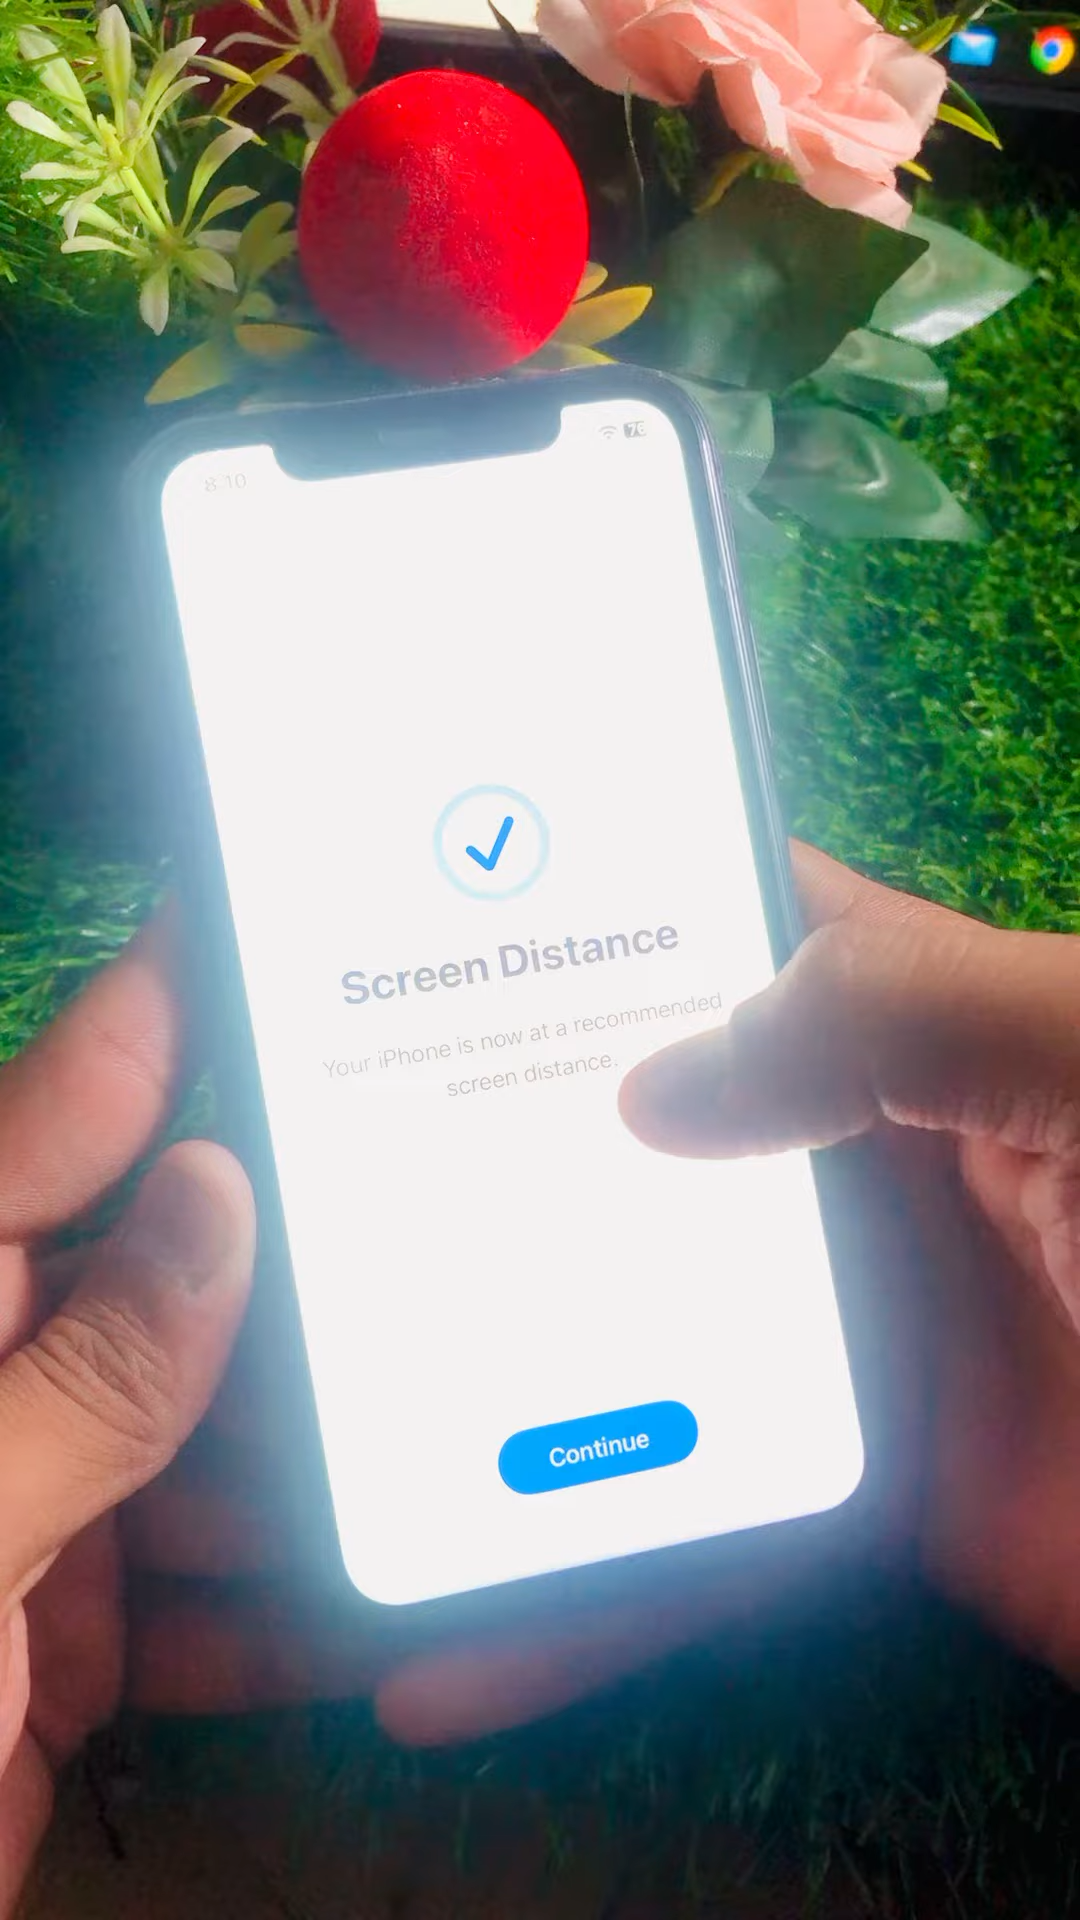 8:10
76
Screen Distance
Your iPhone is now at a recommended
screen distance.
Continue